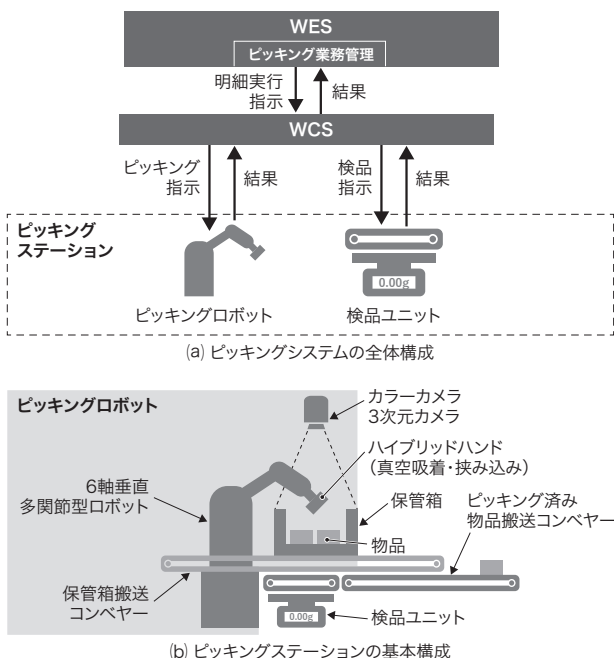 WES
ピッキング業務管理
明細実行
指示
結果
WCS
ピッキング
指示
結果
検品
指示
結果
ピッキング
ステーション
0.00g
ピッキングロボット
検品ユニット
(a) ピッキングシステムの全体構成
ピッキングロボット
カラーカメラ
3次元カメラ
ハイブリッドハンド
(真空吸着・挟み込み)
6軸垂直
多関節型ロボット
保管箱
ピッキング済み
物品搬送コンベヤー
物品
保管箱搬送
コンベヤー
0.00g
検品ユニット
(b) ピッキングステーションの基本構成